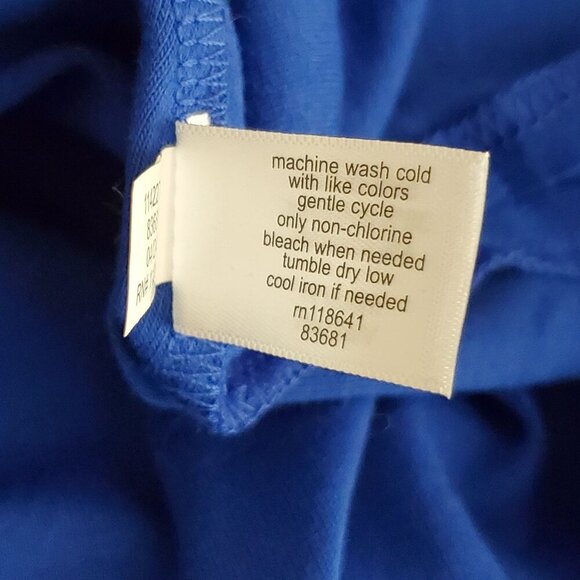 machine wash cold
with like colors
gentle cycle
only non-chlorine
bleach when needed
tumble dry low
cool iron if needed
rn118641
83681